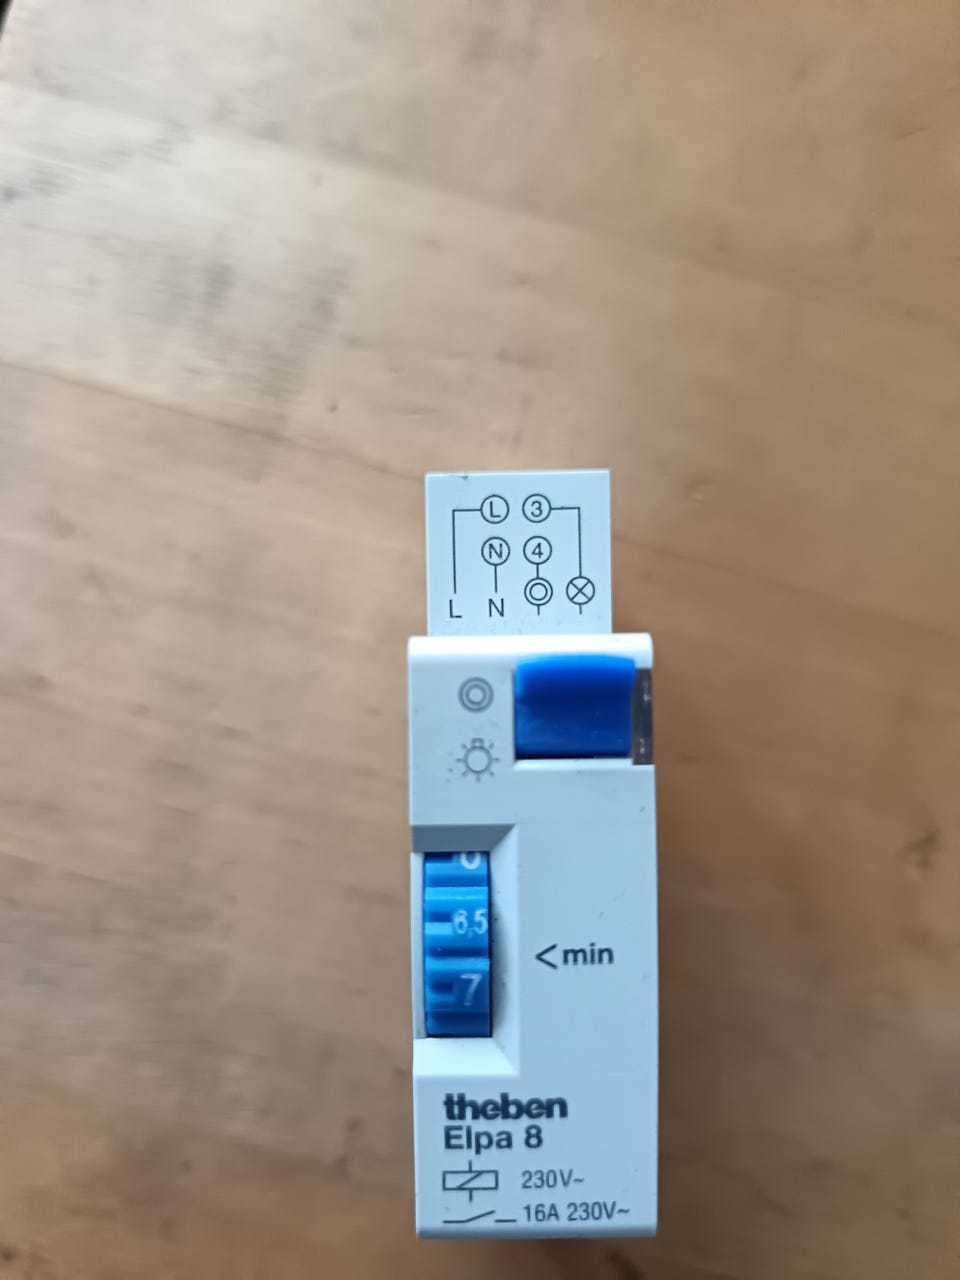 L 3
N 4
L N
6,5
7
<min
theben
Elpa 8
230V~
16A 230V~